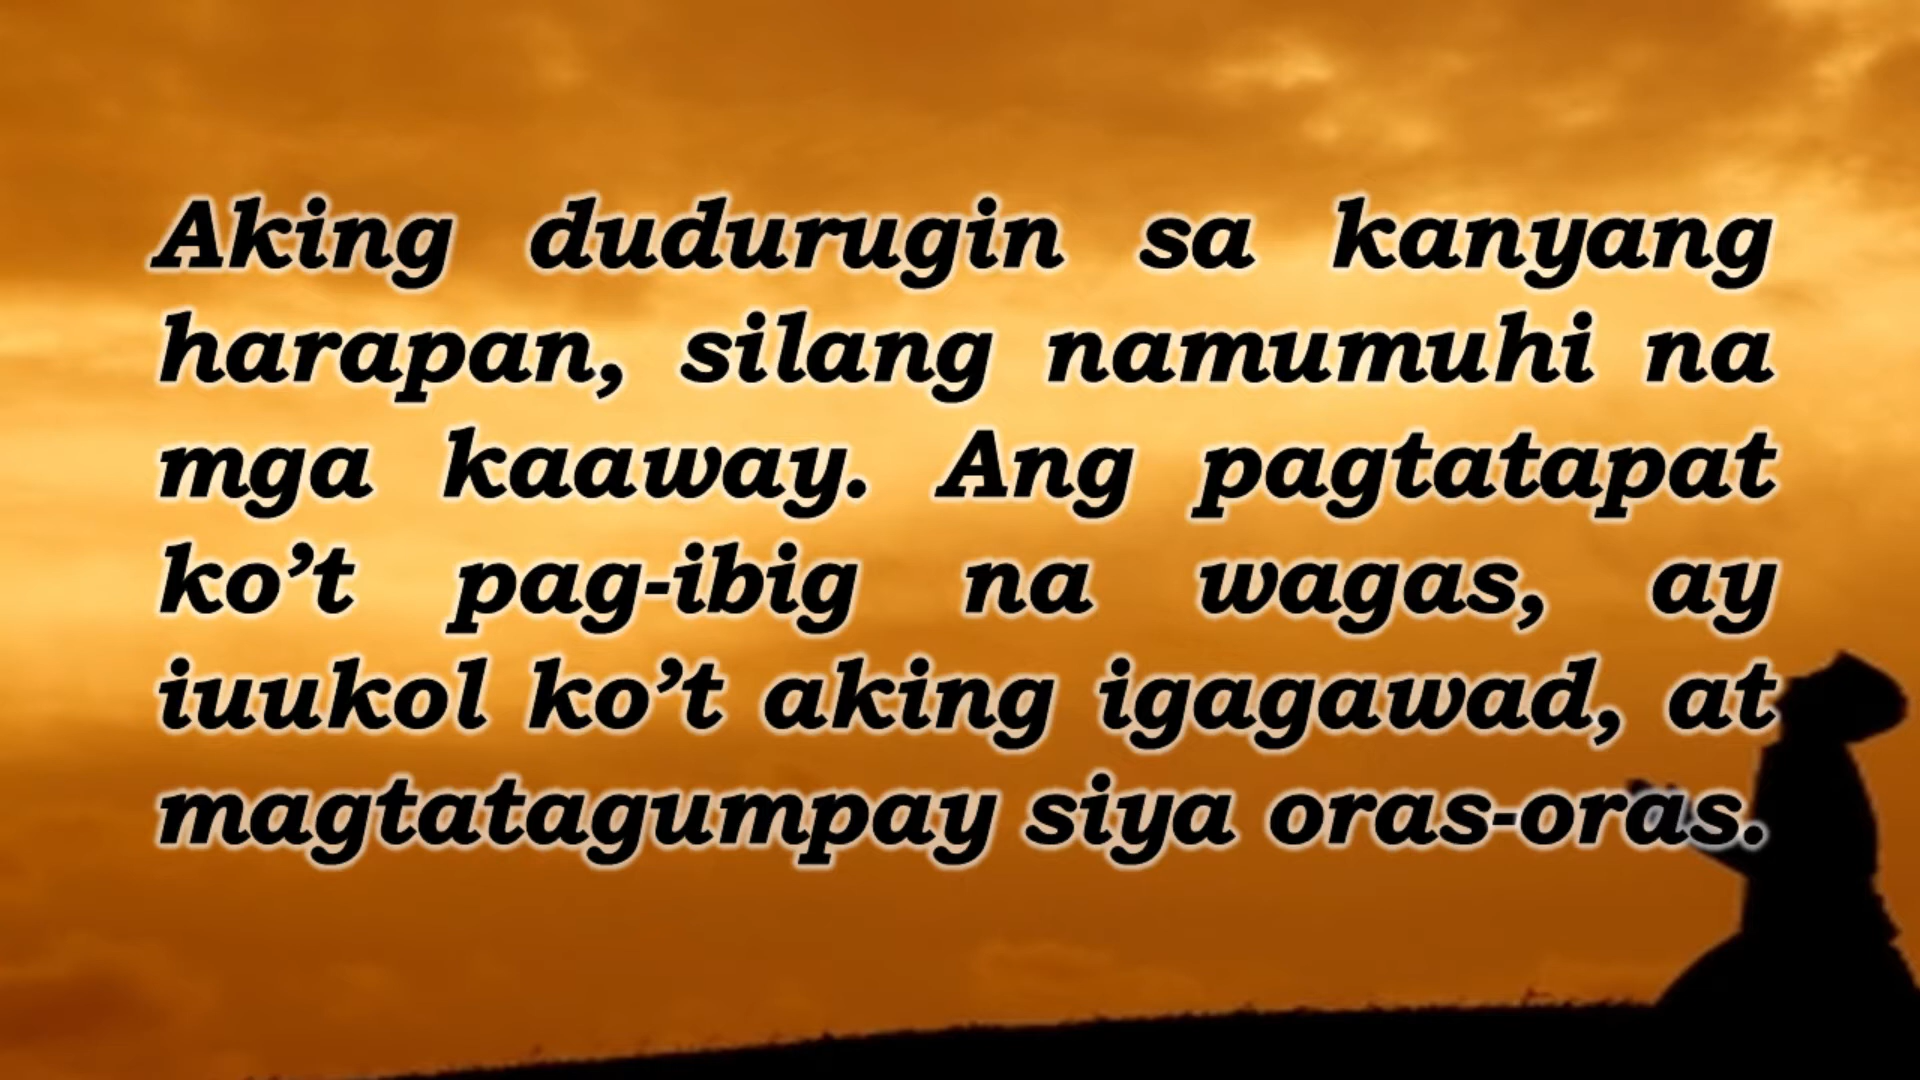 Aking dudurugin sa kanyang
harapan, silang namumuhi na
mga kaaway. Ang pagtatapat
ko’t pag-ibig na wagas, ay
iuukol ko’t aking igagawad, at
magtatagumpay siya oras-oras.